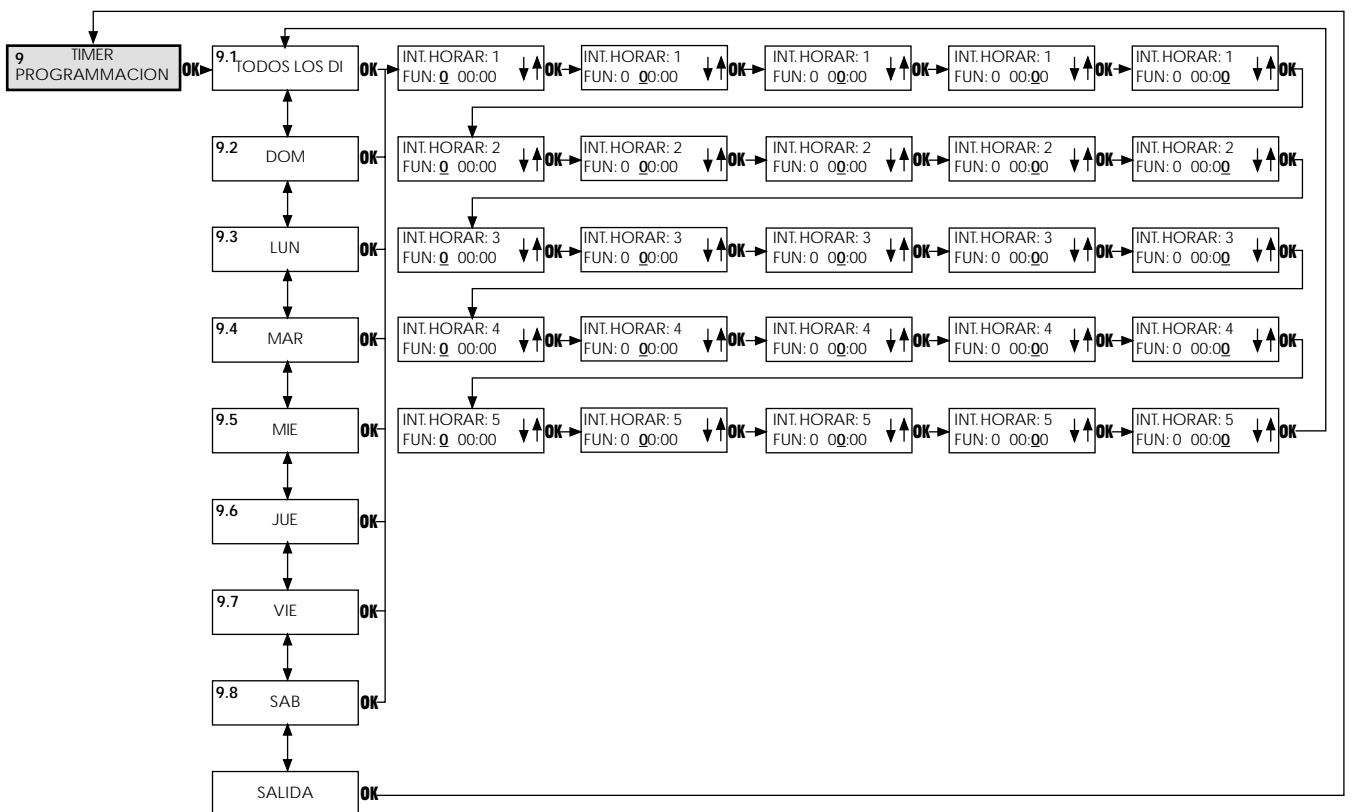 9 TIMER
PROGRAMMACION
OK
9.1
TODOS LOS DI
OK
INT. HORAR: 1
FUN: 0 00:00
OK
INT. HORAR: 1
FUN: 0 00:00
OK
INT. HORAR: 1
FUN: 0 00:00
OK
INT. HORAR: 1
FUN: 0 00:00
OK
INT. HORAR: 1
FUN: 0 00:00
OK
9.2
DOM
OK
INT. HORAR: 2
FUN: 0 00:00
OK
INT. HORAR: 2
FUN: 0 00:00
OK
INT. HORAR: 2
FUN: 0 00:00
OK
INT. HORAR: 2
FUN: 0 00:00
OK
INT. HORAR: 2
FUN: 0 00:00
OK
9.3
LUN
OK
INT. HORAR: 3
FUN: 0 00:00
OK
INT. HORAR: 3
FUN: 0 00:00
OK
INT. HORAR: 3
FUN: 0 00:00
OK
INT. HORAR: 3
FUN: 0 00:00
OK
INT. HORAR: 3
FUN: 0 00:00
OK
9.4
MAR
OK
INT. HORAR: 4
FUN: 0 00:00
OK
INT. HORAR: 4
FUN: 0 00:00
OK
INT. HORAR: 4
FUN: 0 00:00
OK
INT. HORAR: 4
FUN: 0 00:00
OK
INT. HORAR: 4
FUN: 0 00:00
OK
9.5
MIE
OK
INT. HORAR: 5
FUN: 0 00:00
OK
INT. HORAR: 5
FUN: 0 00:00
OK
INT. HORAR: 5
FUN: 0 00:00
OK
INT. HORAR: 5
FUN: 0 00:00
OK
INT. HORAR: 5
FUN: 0 00:00
OK
9.6
JUE
OK
9.7
VIE
OK
9.8
SAB
OK
SALIDA
OK